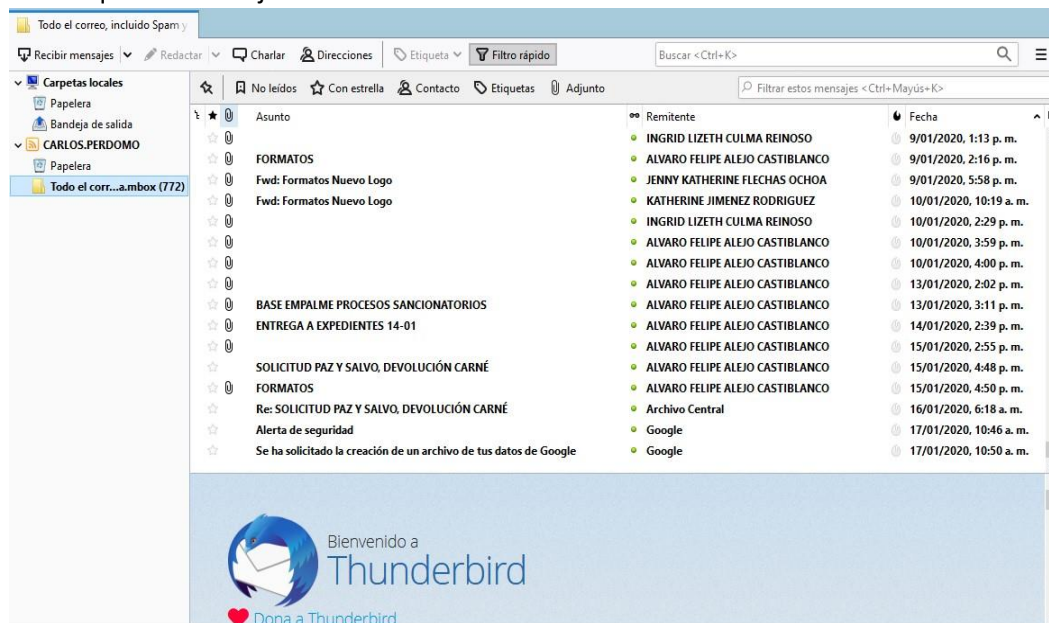 Todo el correo, incluido Spam y
Recibir mensajes Redactar Charlar Direcciones Etiqueta Filtro rápido Buscar <Ctrl+K>
Carpetas locales
Papelera
Bandeja de salida
CARLOS.PERDOMO
Papelera
Todo el corr...a.mbox (772)
No leídos Con estrella Contacto Etiquetas Adjunto Filtrar estos mensajes <Ctrl+Mayús+K>
Asunto Remitente Fecha
INGRID LIZETH CULMA REINOSO 9/01/2020, 1:13 p. m.
FORMATOS ALVARO FELIPE ALEJO CASTIBLANCO 9/01/2020, 2:16 p. m.
Fwd: Formatos Nuevo Logo JENNY KATHERINE FLECHAS OCHOA 9/01/2020, 5:58 p. m.
Fwd: Formatos Nuevo Logo KATHERINE JIMENEZ RODRIGUEZ 10/01/2020, 10:19 a. m.
INGRID LIZETH CULMA REINOSO 10/01/2020, 2:29 p. m.
ALVARO FELIPE ALEJO CASTIBLANCO 10/01/2020, 3:59 p. m.
ALVARO FELIPE ALEJO CASTIBLANCO 10/01/2020, 4:00 p. m.
ALVARO FELIPE ALEJO CASTIBLANCO 13/01/2020, 2:02 p. m.
BASE EMPALME PROCESOS SANCIONATORIOS ALVARO FELIPE ALEJO CASTIBLANCO 13/01/2020, 3:11 p. m.
ENTREGA A EXPEDIENTES 14-01 ALVARO FELIPE ALEJO CASTIBLANCO 14/01/2020, 2:39 p. m.
ALVARO FELIPE ALEJO CASTIBLANCO 15/01/2020, 2:55 p. m.
SOLICITUD PAZ Y SALVO, DEVOLUCIÓN CARNÉ ALVARO FELIPE ALEJO CASTIBLANCO 15/01/2020, 4:48 p. m.
FORMATOS ALVARO FELIPE ALEJO CASTIBLANCO 15/01/2020, 4:50 p. m.
Re: SOLICITUD PAZ Y SALVO, DEVOLUCIÓN CARNÉ Archivo Central 16/01/2020, 6:18 a. m.
Alerta de seguridad Google 17/01/2020, 10:46 a. m.
Se ha solicitado la creación de un archivo de tus datos de Google Google 17/01/2020, 10:50 a. m.
Bienvenido a
Thunderbird
Dona a Thunderbird